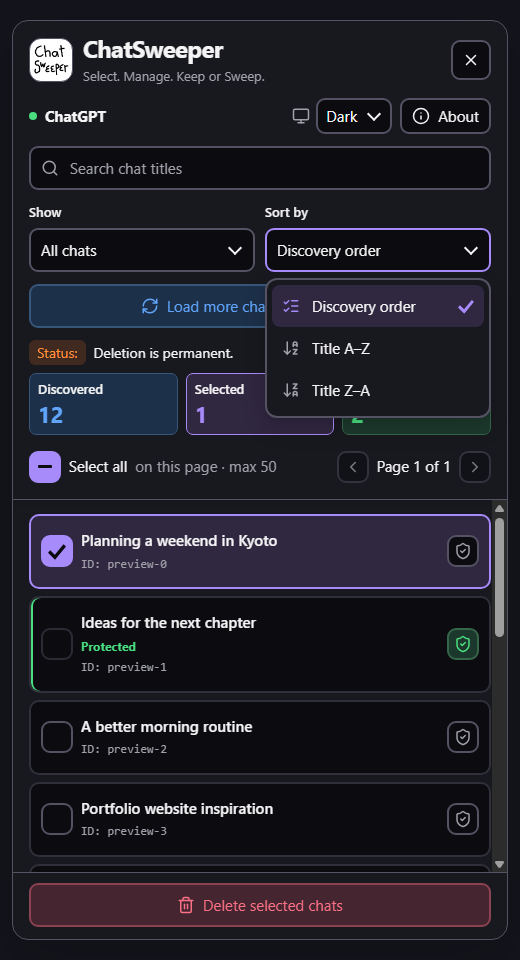 Chat
Sweeper
ChatSweeper
Select. Manage. Keep or Sweep.
ChatGPT
Dark
About
Search chat titles
Show
Sort by
All chats
Discovery order
Load more cha
Discovery order
Title A–Z
Title Z–A
Status: Deletion is permanent.
Discovered
12
Selected
1
2
Select all on this page · max 50
Page 1 of 1
Planning a weekend in Kyoto
ID: preview-0
Ideas for the next chapter
Protected
ID: preview-1
A better morning routine
ID: preview-2
Portfolio website inspiration
ID: preview-3
Delete selected chats